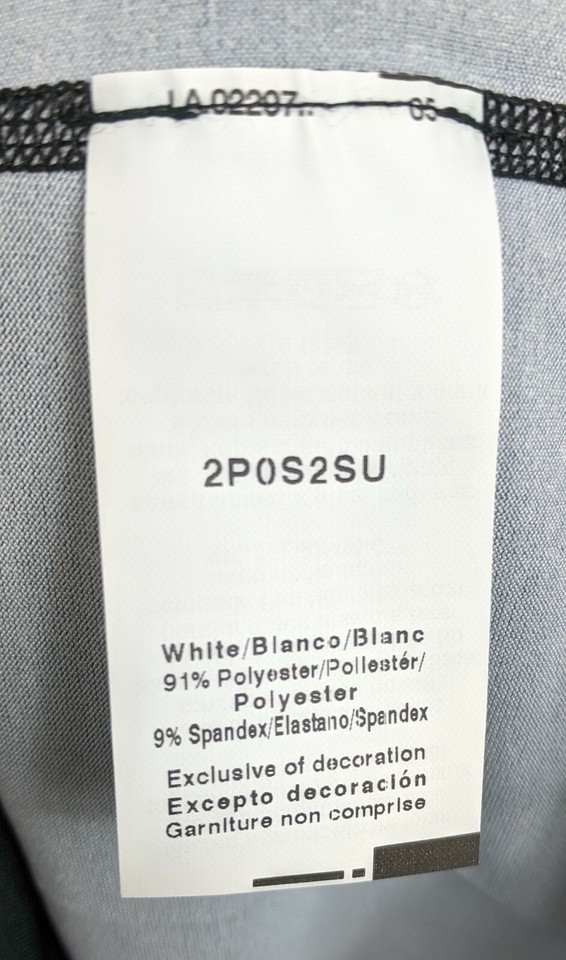 LA 02207.. 05
2P0S2SU
White/Blanco/Blanc
91% Polyester/Poliestér/
Polyester
9% Spandex/Elastano/Spandex
Exclusive of decoration
Excepto decoración
Garniture non comprise